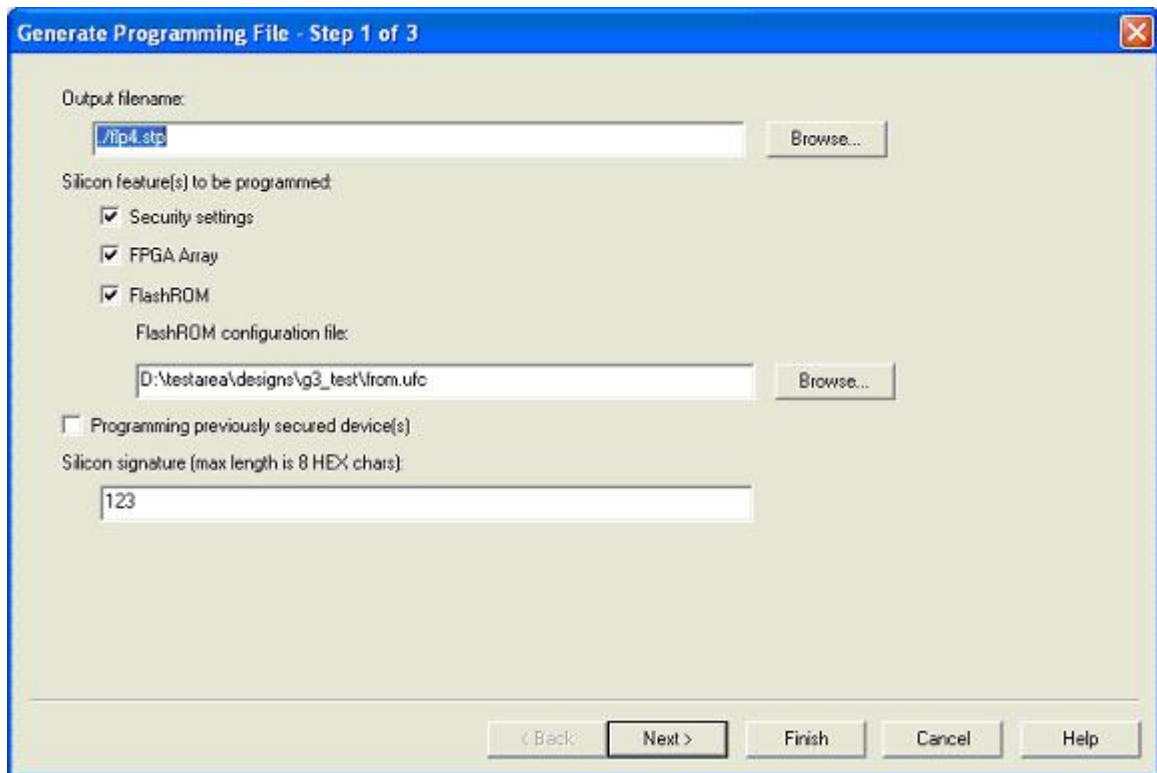 Generate Programming File - Step 1 of 3
Output filename:
./flp4.stp
Browse...
Silicon feature(s) to be programmed:
Security settings
FPGA Array
FlashROM
FlashROM configuration file:
D:\testarea\designs\g3_test\from.ufc
Browse...
Programming previously secured device(s)
Silicon signature (max length is 8 HEX chars):
123
< Back
Next >
Finish
Cancel
Help